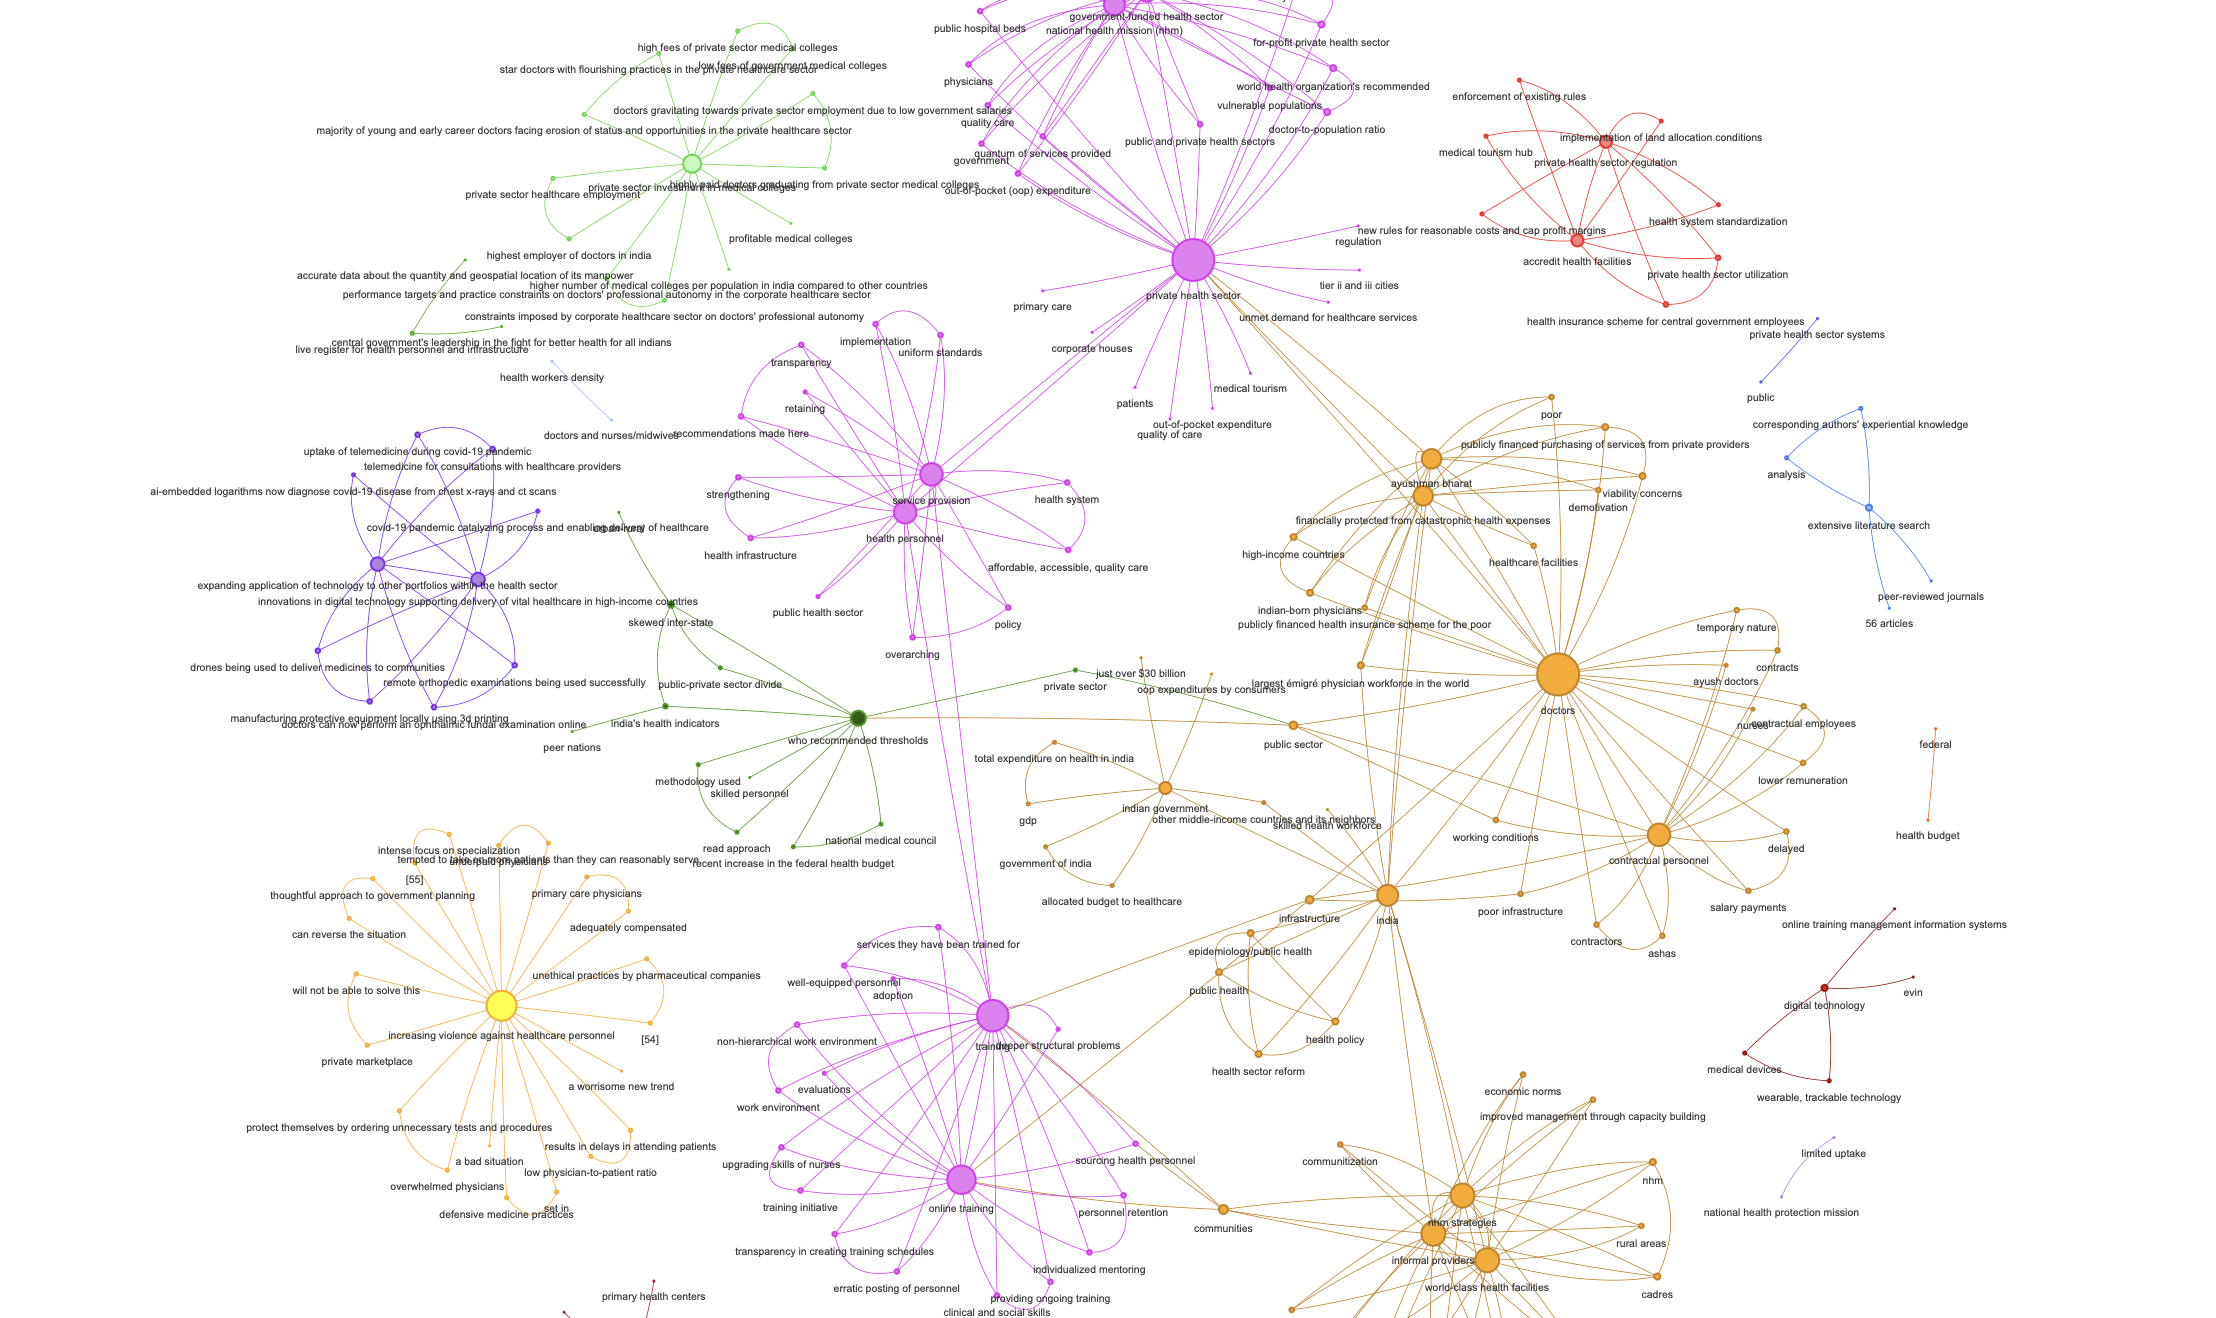 government-funded health sector
public hospital beds
national health mission (nhm)
for-profit private health sector
high fees of private sector medical colleges
low fees of government medical colleges
star doctors with flourishing practices in the private healthcare sector
physicians
world health organization's recommended
enforcement of existing rules
vulnerable populations
doctors gravitating towards private sector employment due to low government salaries
quality care
doctor-to-population ratio
majority of young and early career doctors facing erosion of status and opportunities in the private healthcare sector
public and private health sectors
implementation of land allocation conditions
quantum of services provided
medical tourism hub
government
private health sector regulation
private sector investment in medical colleges
highly paid doctors graduating from private sector medical colleges
private sector healthcare employment
out-of-pocket (oop) expenditure
health system standardization
new rules for reasonable costs and cap profit margins
profitable medical colleges
regulation
highest employer of doctors in india
accredit health facilities
accurate data about the quantity and geospatial location of its manpower
private health sector utilization
higher number of medical colleges per population in india compared to other countries
tier ii and iii cities
performance targets and practice constraints on doctors' professional autonomy in the corporate healthcare sector
private health sector
primary care
constraints imposed by corporate healthcare sector on doctors' professional autonomy
unmet demand for healthcare services
health insurance scheme for central government employees
private health sector systems
central government's leadership in the fight for better health for all indians
live register for health personnel and infrastructure
implementation
uniform standards
corporate houses
transparency
health workers density
medical tourism
public
patients
retaining
poor
out-of-pocket expenditure
quality of care
corresponding authors' experiential knowledge
doctors and nurses/midwives
recommendations made here
publicly financed purchasing of services from private providers
uptake of telemedicine during covid-19 pandemic
telemedicine for consultations with healthcare providers
analysis
ayushman bharat
ai-embedded logarithms now diagnose covid-19 disease from chest x-rays and ct scans
strengthening
service provision
health system
viability concerns
demotivation
financially protected from catastrophic health expenses
covid-19 pandemic catalyzing process and enabling delivery of healthcare
urban-rural
extensive literature search
health personnel
health infrastructure
high-income countries
healthcare facilities
affordable, accessible, quality care
expanding application of technology to other portfolios within the health sector
innovations in digital technology supporting delivery of vital healthcare in high-income countries
peer-reviewed journals
public health sector
indian-born physicians
skewed inter-state
policy
publicly financed health insurance scheme for the poor
56 articles
temporary nature
overarching
drones being used to deliver medicines to communities
contracts
just over $30 billion
remote orthopedic examinations being used successfully
public-private sector divide
private sector
oop expenditures by consumers
largest émigré physician workforce in the world
ayush doctors
doctors
manufacturing protective equipment locally using 3d printing
doctors can now perform an ophthalmic fundal examination online
india's health indicators
nurses
contractual employees
who recommended thresholds
public sector
peer nations
federal
total expenditure on health in india
methodology used
lower remuneration
skilled personnel
indian government
gdp
other middle-income countries and its neighbors
skilled health workforce
national medical council
working conditions
health budget
read approach
delayed
intense focus on specialization
tempted to take on more patients than they can reasonably serve
underpaid physicians
recent increase in the federal health budget
government of india
contractual personnel
[55]
thoughtful approach to government planning
primary care physicians
allocated budget to healthcare
salary payments
poor infrastructure
infrastructure
india
adequately compensated
online training management information systems
can reverse the situation
services they have been trained for
contractors
epidemiology/public health
ashas
unethical practices by pharmaceutical companies
well-equipped personnel
adoption
will not be able to solve this
public health
evin
digital technology
increasing violence against healthcare personnel
[54]
non-hierarchical work environment
training
deeper structural problems
health policy
private marketplace
health sector reform
medical devices
a worrisome new trend
evaluations
economic norms
wearable, trackable technology
work environment
improved management through capacity building
protect themselves by ordering unnecessary tests and procedures
results in delays in attending patients
limited uptake
a bad situation
upgrading skills of nurses
sourcing health personnel
communitization
low physician-to-patient ratio
nhm
overwhelmed physicians
set in
training initiative
online training
defensive medicine practices
personnel retention
national health protection mission
communities
nhm strategies
rural areas
transparency in creating training schedules
informal providers
individualized mentoring
erratic posting of personnel
world-class health facilities
cadres
primary health centers
providing ongoing training
clinical and social skills